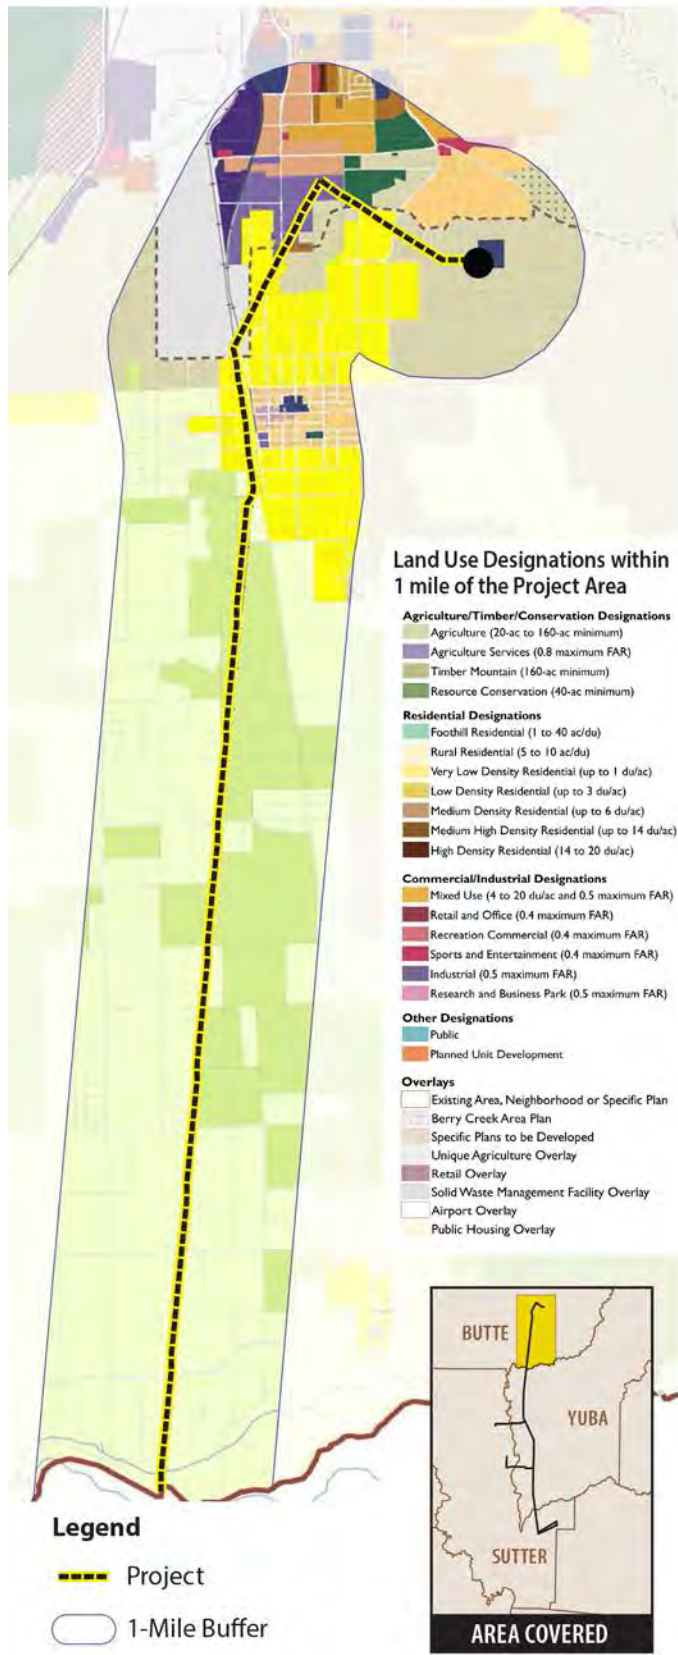 Land Use Designations within
1 mile of the Project Area
Agriculture/Timber/Conservation Designations
Agriculture (20-ac to 160-ac minimum)
Agriculture Services (0.8 maximum FAR)
Timber Mountain (160-ac minimum)
Resource Conservation (40-ac minimum)
Residential Designations
Foothill Residential (1 to 40 ac/du)
Rural Residential (5 to 10 ac/du)
Very Low Density Residential (up to 1 du/ac)
Low Density Residential (up to 3 du/ac)
Medium Density Residential (up to 6 du/ac)
Medium High Density Residential (up to 14 du/ac)
High Density Residential (14 to 20 du/ac)
Commercial/Industrial Designations
Mixed Use (4 to 20 du/ac and 0.5 maximum FAR)
Retail and Office (0.4 maximum FAR)
Recreation Commercial (0.4 maximum FAR)
Sports and Entertainment (0.4 maximum FAR)
Industrial (0.5 maximum FAR)
Research and Business Park (0.5 maximum FAR)
Other Designations
Public
Planned Unit Development
Overlays
Existing Area, Neighborhood or Specific Plan
Berry Creek Area Plan
Specific Plans to be Developed
Unique Agriculture Overlay
Retail Overlay
Solid Waste Management Facility Overlay
Airport Overlay
Public Housing Overlay
BUTTE
YUBA
SUTTER
AREA COVERED
Legend
Project
1-Mile Buffer